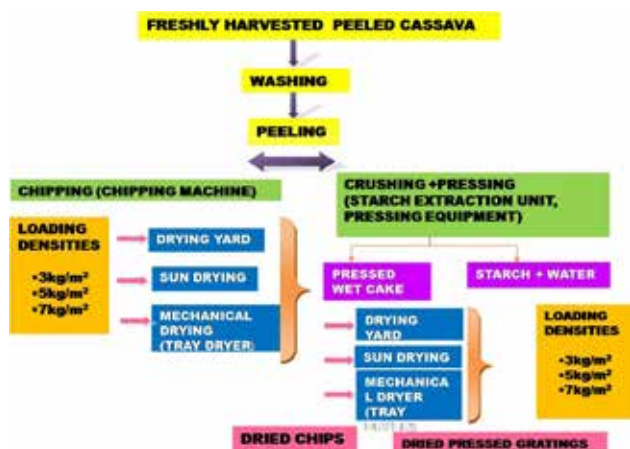 FRESHLY HARVESTED PEELED CASSAVA
WASHING
PEELING
CHIPPING (CHIPPING MACHINE)
LOADING
DENSITIES
•3kg/m²
•5kg/m²
•7kg/m²
DRYING YARD
SUN DRYING
MECHANICAL
DRYING
(TRAY DRYER)
CRUSHING +PRESSING
(STARCH EXTRACTION UNIT,
PRESSING EQUIPMENT)
PRESSED
WET CAKE
STARCH + WATER
DRYING
YARD
SUN DRYING
MECHANICA
L DRYER
(TRAY
LOADING
DENSITIES
•3kg/m²
•5kg/m²
•7kg/m²
DRIED CHIPS
DRIED PRESSED GRATINGS